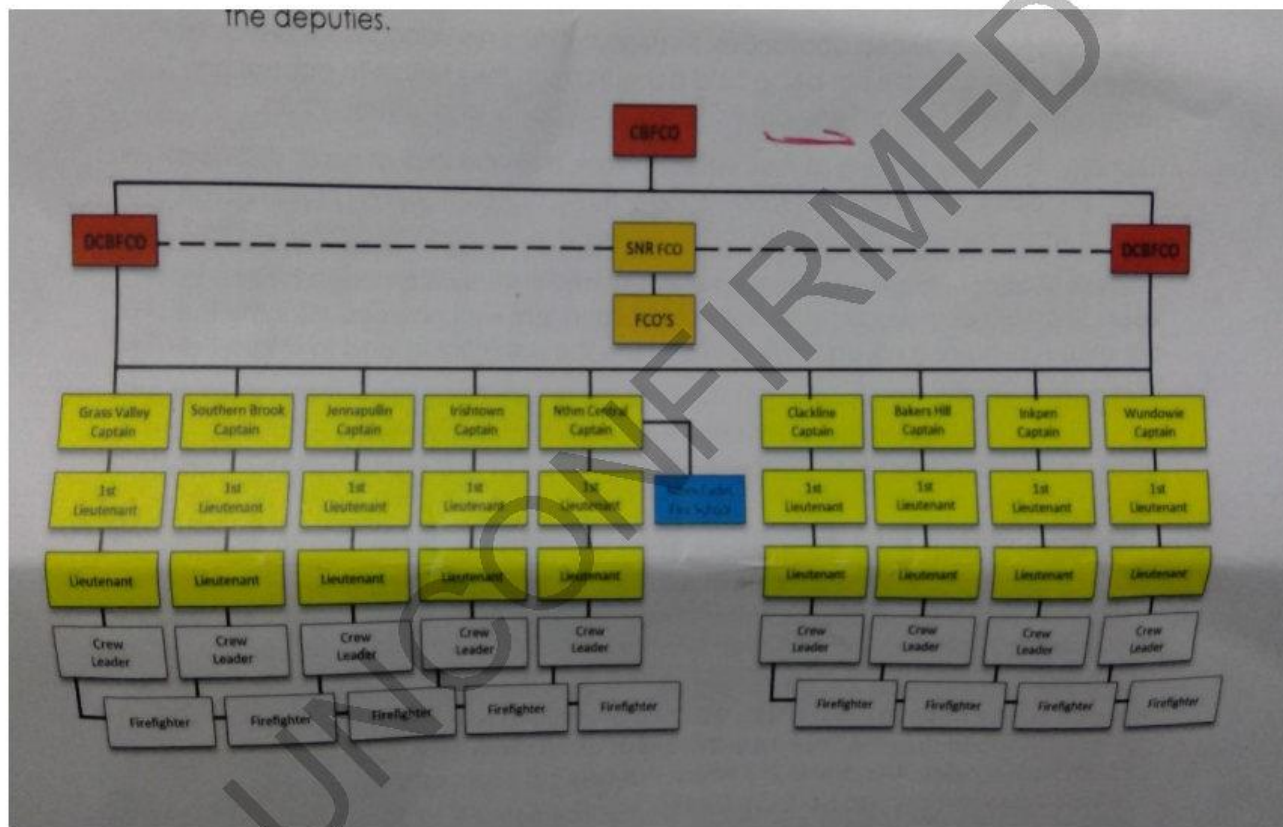 the deputies.
CBFCO
DCBFCO
SNR FCO
DCBFCO
FCO'S
Grass Valley
Captain
Southern Brook
Captain
Jennapullin
Captain
Irishtown
Captain
Nthm Central
Captain
Clackline
Captain
Bakers Hill
Captain
Inkpen
Captain
Wundowie
Captain
1st
Lieutenant
1st
Lieutenant
1st
Lieutenant
1st
Lieutenant
1st
Lieutenant
1st
Lieutenant
1st
Lieutenant
1st
Lieutenant
1st
Lieutenant
Lieutenant
Lieutenant
Lieutenant
Lieutenant
Lieutenant
Lieutenant
Lieutenant
Lieutenant
Lieutenant
Crew
Leader
Crew
Leader
Crew
Leader
Crew
Leader
Crew
Leader
Crew
Leader
Crew
Leader
Crew
Leader
Crew
Leader
Firefighter
Firefighter
Firefighter
Firefighter
Firefighter
Firefighter
Firefighter
Firefighter
Firefighter
UNCONFIRMED